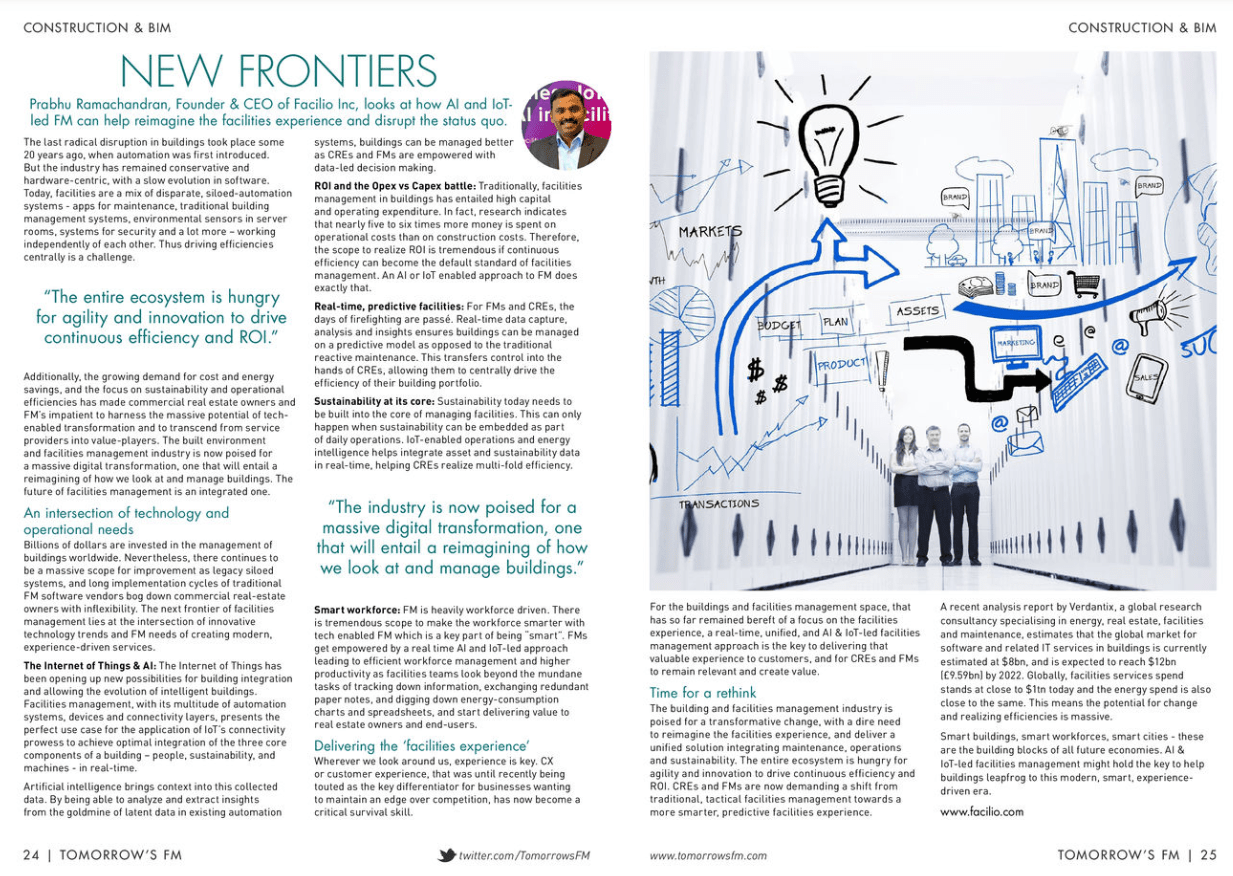 CONSTRUCTION & BIM
NEW FRONTIERS
Prabhu Ramachandran, Founder & CEO of Facilio Inc, looks at how AI and IoT-
led FM can help reimagine the facilities experience and disrupt the status quo.
The last radical disruption in buildings took place some
20 years ago, when automation was first introduced.
But the industry has remained conservative and
hardware-centric, with a slow evolution in software.
Today, facilities are a mix of disparate, siloed-automation
systems - apps for maintenance, traditional building
management systems, environmental sensors in server
rooms, systems for security and a lot more – working
independently of each other. Thus driving efficiencies
centrally is a challenge.
“The entire ecosystem is hungry
for agility and innovation to drive
continuous efficiency and ROI.”
Additionally, the growing demand for cost and energy
savings, and the focus on sustainability and operational
efficiencies has made commercial real estate owners and
FM’s impatient to harness the massive potential of tech-
enabled transformation and to transcend from service
providers into value-players. The built environment
and facilities management industry is now poised for
a massive digital transformation, one that will entail a
reimagining of how we look at and manage buildings. The
future of facilities management is an integrated one.
An intersection of technology and
operational needs
Billions of dollars are invested in the management of
buildings worldwide. Nevertheless, there continues to
be a massive scope for improvement as legacy siloed
systems, and long implementation cycles of traditional
FM software vendors bog down commercial real-estate
owners with inflexibility. The next frontier of facilities
management lies at the intersection of innovative
technology trends and FM needs of creating modern,
experience-driven services.
The Internet of Things & AI: The Internet of Things has
been opening up new possibilities for building integration
and allowing the evolution of intelligent buildings.
Facilities management, with its multitude of automation
systems, devices and connectivity layers, presents the
perfect use case for the application of IoT’s connectivity
prowess to achieve optimal integration of the three core
components of a building – people, sustainability, and
machines - in real-time.
Artificial intelligence brings context into this collected
data. By being able to analyze and extract insights
from the goldmine of latent data in existing automation
systems, buildings can be managed better
as CREs and FMs are empowered with
data-led decision making.
ROI and the Opex vs Capex battle: Traditionally, facilities
management in buildings has entailed high capital
and operating expenditure. In fact, research indicates
that nearly five to six times more money is spent on
operational costs than on construction costs. Therefore,
the scope to realize ROI is tremendous if continuous
efficiency can become the default standard of facilities
management. An AI or IoT enabled approach to FM does
exactly that.
Real-time, predictive facilities: For FMs and CREs, the
days of firefighting are passé. Real-time data capture,
analysis and insights ensures buildings can be managed
on a predictive model as opposed to the traditional
reactive maintenance. This transfers control into the
hands of CREs, allowing them to centrally drive the
efficiency of their building portfolio.
Sustainability at its core: Sustainability today needs to
be built into the core of managing facilities. This can only
happen when sustainability can be embedded as part
of daily operations. IoT-enabled operations and energy
intelligence helps integrate asset and sustainability data
in real-time, helping CREs realize multi-fold efficiency.
“The industry is now poised for a
massive digital transformation, one
that will entail a reimagining of how
we look at and manage buildings.”
Smart workforce: FM is heavily workforce driven. There
is tremendous scope to make the workforce smarter with
tech enabled FM which is a key part of being “smart”. FMs
get empowered by a real time AI and IoT-led approach
leading to efficient workforce management and higher
productivity as facilities teams look beyond the mundane
tasks of tracking down information, exchanging redundant
paper notes, and digging down energy-consumption
charts and spreadsheets, and start delivering value to
real estate owners and end-users.
Delivering the ‘facilities experience’
Wherever we look around us, experience is key. CX
or customer experience, that was until recently being
touted as the key differentiator for businesses wanting
to maintain an edge over competition, has now become a
critical survival skill.
24 | TOMORROW’S FM
twitter.com/TomorrowsFM
CONSTRUCTION & BIM
MARKETS
BRAND
BRAND
BRAND
BRAND
BUDGET
PLAN
ASSETS
PRODUCT
MARKETING
SALES
TRANSACTIONS
For the buildings and facilities management space, that
has so far remained bereft of a focus on the facilities
experience, a real-time, unified, and AI & IoT-led facilities
management approach is the key to delivering that
valuable experience to customers, and for CREs and FMs
to remain relevant and create value.
Time for a rethink
The building and facilities management industry is
poised for a transformative change, with a dire need
to reimagine the facilities experience, and deliver a
unified solution integrating maintenance, operations
and sustainability. The entire ecosystem is hungry for
agility and innovation to drive continuous efficiency and
ROI. CREs and FMs are now demanding a shift from
traditional, tactical facilities management towards a
more smarter, predictive facilities experience.
A recent analysis report by Verdantix, a global research
consultancy specialising in energy, real estate, facilities
and maintenance, estimates that the global market for
software and related IT services in buildings is currently
estimated at $8bn, and is expected to reach $12bn
(£9.59bn) by 2022. Globally, facilities services spend
stands at close to $1tn today and the energy spend is also
close to the same. This means the potential for change
and realizing efficiencies is massive.
Smart buildings, smart workforces, smart cities - these
are the building blocks of all future economies. AI &
IoT-led facilities management might hold the key to help
buildings leapfrog to this modern, smart, experience-
driven era.
www.facilio.com
www.tomorrowsfm.com
TOMORROW’S FM | 25